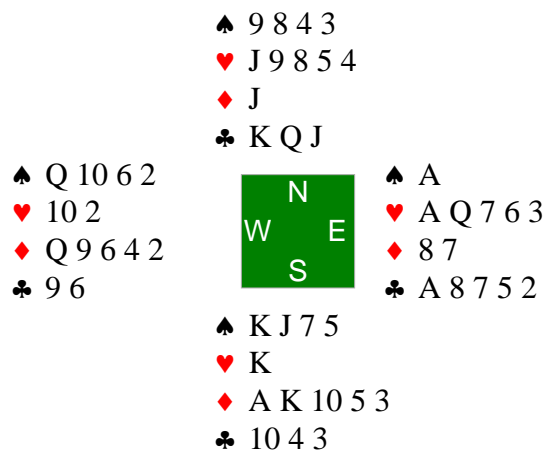 ♠ 9 8 4 3
♥ J 9 8 5 4
♦ J
♣ K Q J
♠ Q 10 6 2
♥ 10 2
♦ Q 9 6 4 2
♣ 9 6
N
W E
S
♠ A
♥ A Q 7 6 3
♦ 8 7
♣ A 8 7 5 2
♠ K J 7 5
♥ K
♦ A K 10 5 3
♣ 10 4 3